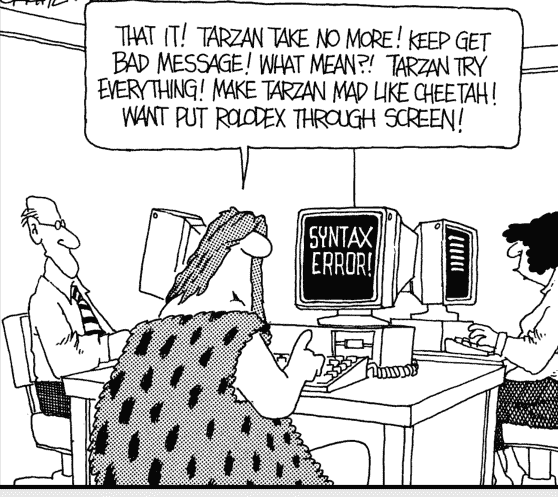 THAT IT! TARZAN TAKE NO MORE! KEEP GET
BAD MESSAGE! WHAT MEAN?! TARZAN TRY
EVERYTHING! MAKE TARZAN MAD LIKE CHEETAH!
WANT PUT ROLODEX THROUGH SCREEN!
SYNTAX
ERROR!